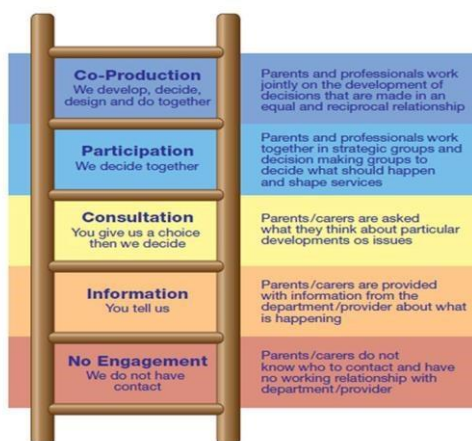 Co-Production
We develop, decide,
design and do together
Parents and professionals work
jointly on the development of
decisions that are made in an
equal and reciprocal relationship
Participation
We decide together
Parents and professionals work
together in strategic groups and
decision making groups to
decide what should happen
and shape services
Consultation
You give us a choice
then we decide
Parents/carers are asked
what they think about particular
developments os issues
Information
You tell us
Parents/carers are provided
with information from the
department/provider about what
is happening
No Engagement
We do not have
contact
Parents/carers do not
know who to contact and have
no working relationship with
department/provider